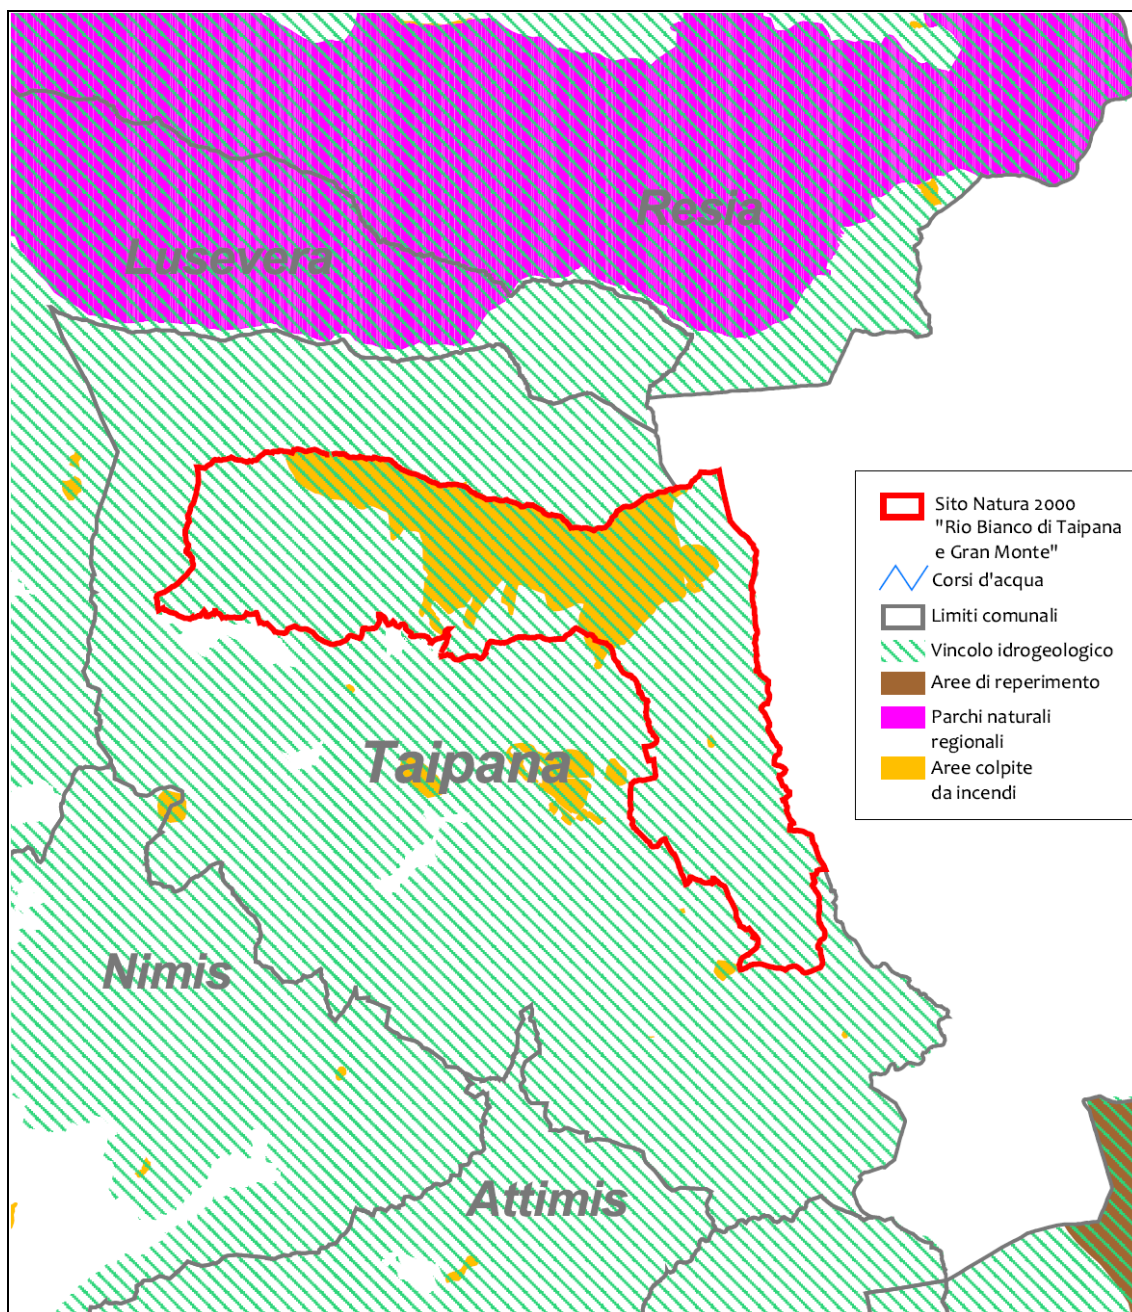 Resia
Lusevera
Sito Natura 2000
"Rio Bianco di Taipana
e Gran Monte"
Corsi d'acqua
Limiti comunali
Vincolo idrogeologico
Aree di reperimento
Parchi naturali
regionali
Aree colpite
da incendi
Taipana
Nimis
Attimis